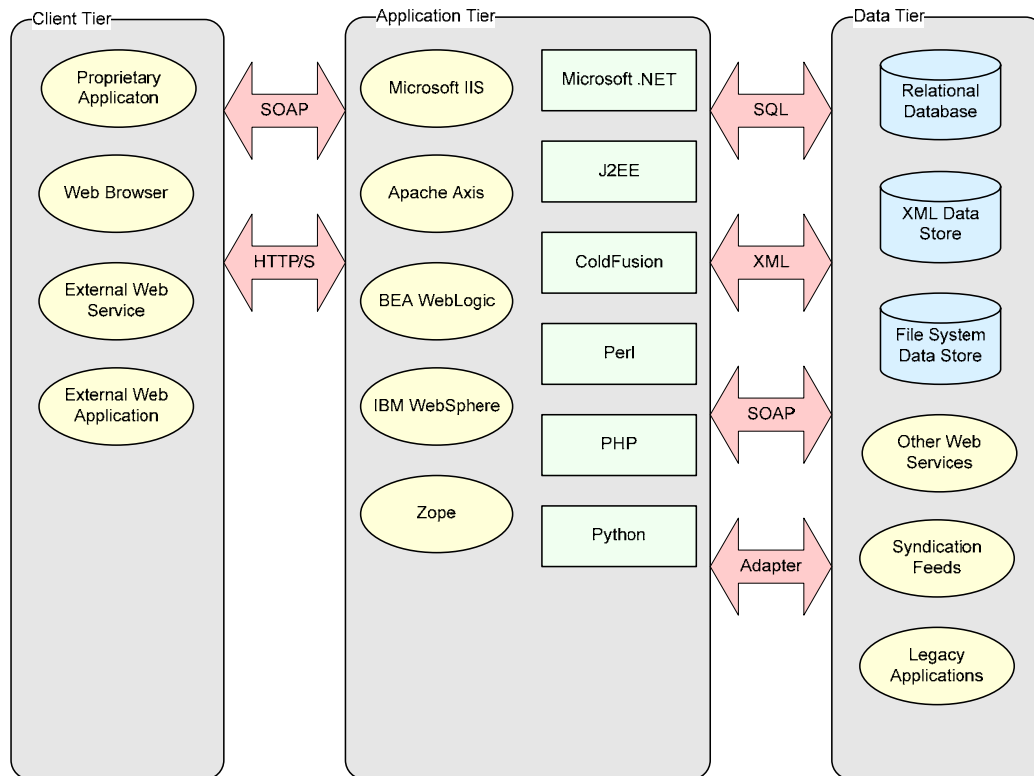 Client Tier
Application Tier
Data Tier
Proprietary
Applicaton
Web Browser
External Web
Service
External Web
Application
SOAP
HTTP/S
Microsoft IIS
Apache Axis
BEA WebLogic
IBM WebSphere
Zope
Microsoft .NET
J2EE
ColdFusion
Perl
PHP
Python
SQL
XML
SOAP
Adapter
Relational
Database
XML Data
Store
File System
Data Store
Other Web
Services
Syndication
Feeds
Legacy
Applications